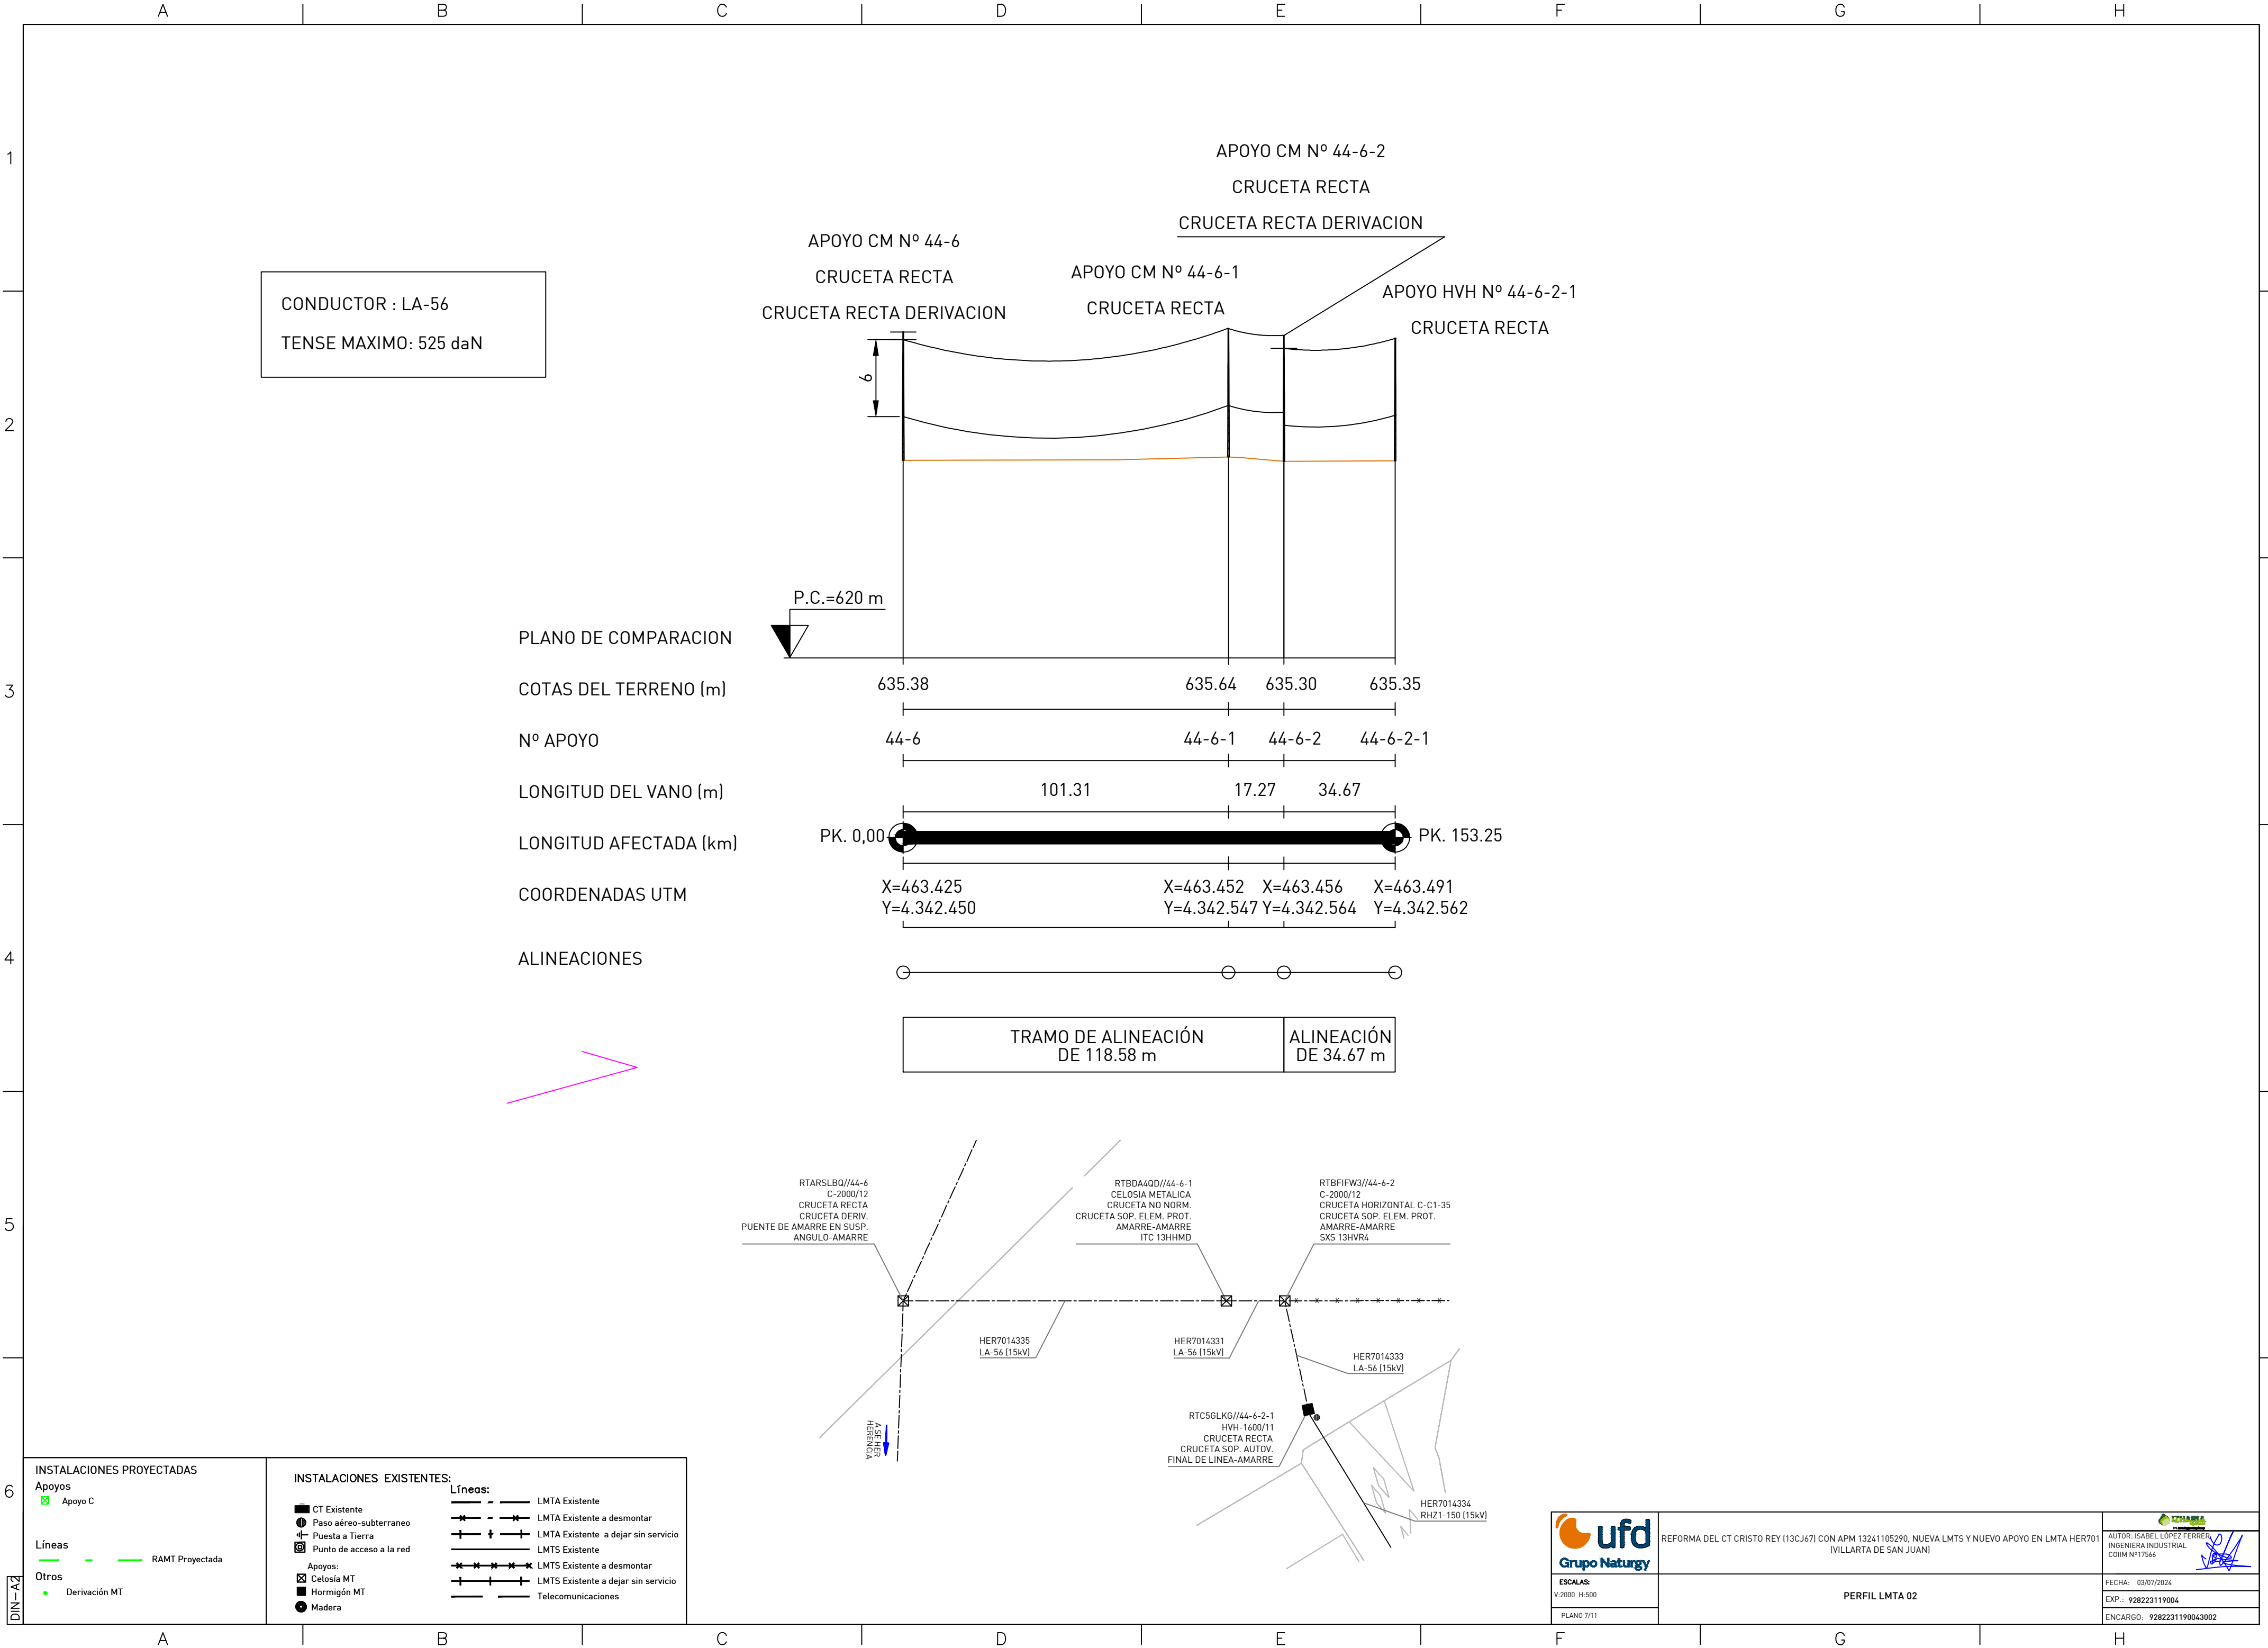 A B C D E F G H
1
2
3
4
5
6
CONDUCTOR : LA-56
TENSE MAXIMO: 525 daN
APOYO CM Nº 44-6
CRUCETA RECTA
CRUCETA RECTA DERIVACION
APOYO CM Nº 44-6-1
CRUCETA RECTA
APOYO CM Nº 44-6-2
CRUCETA RECTA
CRUCETA RECTA DERIVACION
APOYO HVH Nº 44-6-2-1
CRUCETA RECTA
6
P.C.=620 m
PLANO DE COMPARACION
COTAS DEL TERRENO (m) 635.38 635.64 635.30 635.35
Nº APOYO 44-6 44-6-1 44-6-2 44-6-2-1
LONGITUD DEL VANO (m) 101.31 17.27 34.67
LONGITUD AFECTADA (km) PK. 0,00 PK. 153.25
COORDENADAS UTM
X=463.425 X=463.452 X=463.456 X=463.491
Y=4.342.450 Y=4.342.547 Y=4.342.564 Y=4.342.562
ALINEACIONES
TRAMO DE ALINEACIÓN
DE 118.58 m
ALINEACIÓN
DE 34.67 m
RTARSLBQ//44-6
C-2000/12
CRUCETA RECTA
CRUCETA DERIV.
PUENTE DE AMARRE EN SUSP.
ANGULO-AMARRE
RTBDA4QD//44-6-1
CELOSIA METALICA
CRUCETA NO NORM.
CRUCETA SOP. ELEM. PROT.
AMARRE-AMARRE
ITC 13HHMD
RTBFIFW3//44-6-2
C-2000/12
CRUCETA HORIZONTAL C-C1-35
CRUCETA SOP. ELEM. PROT.
AMARRE-AMARRE
SXS 13HVR4
HER7014335
LA-56 (15kV)
HER7014331
LA-56 (15kV)
HER7014333
LA-56 (15kV)
A SE HER
HERENCIA
RTC5GLKG//44-6-2-1
HVH-1600/11
CRUCETA RECTA
CRUCETA SOP. AUTOV.
FINAL DE LINEA-AMARRE
HER7014334
RHZ1-150 (15kV)
INSTALACIONES PROYECTADAS
Apoyos
Apoyo C
Líneas
RAMT Proyectada
Otros
Derivación MT
DIN-A2
INSTALACIONES EXISTENTES:
CT Existente
Paso aéreo-subterraneo
Puesta a Tierra
Punto de acceso a la red
Apoyos:
Celosía MT
Hormigón MT
Madera
Líneas:
LMTA Existente
LMTA Existente a desmontar
LMTA Existente a dejar sin servicio
LMTS Existente
LMTS Existente a desmontar
LMTS Existente a dejar sin servicio
Telecomunicaciones
ufd
Grupo Naturgy
REFORMA DEL CT CRISTO REY (13CJ67) CON APM 13241105290, NUEVA LMTS Y NUEVO APOYO EN LMTA HER701
(VILLARTA DE SAN JUAN)
AUTOR: ISABEL LÓPEZ FERRER
INGENIERA INDUSTRIAL
COIIM Nº17566
ESCALAS:
V:2000 H:500
PLANO 7/11
PERFIL LMTA 02
FECHA: 03/07/2024
EXP.: 928223119004
ENCARGO: 9282231190043002
A B C D E F G H